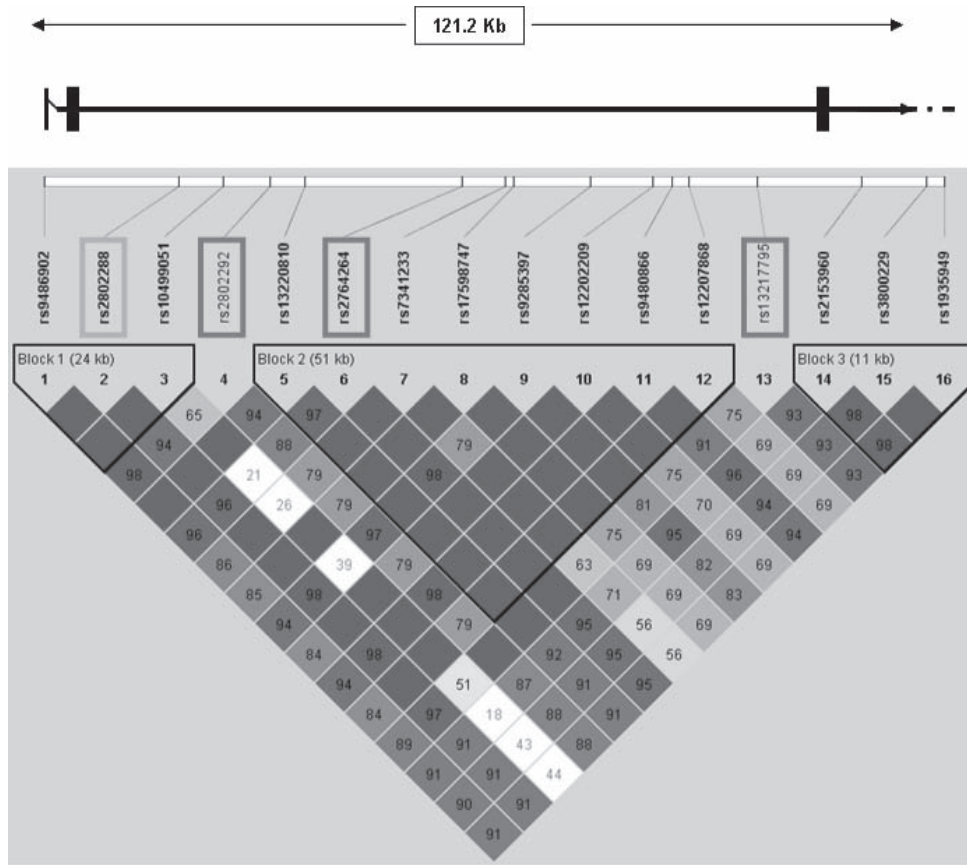 121.2 Kb
rs9486902
rs2802288
rs10499051
rs2802292
rs13220810
rs2764264
rs7341233
rs17598747
rs9285397
rs12202209
rs9480866
rs12207868
rs13217795
rs2153960
rs3800229
rs1935949
Block 1 (24 kb) Block 2 (51 kb) Block 3 (11 kb)
1 2 3 4 5 6 7 8 9 10 11 12 13 14 15 16
65 94 97 75 93 98
94 88 79 91 69 93 98
98 21 79 98 75 96 69 93
96 26 79 81 70 94 69
96 97 75 95 69 94
86 39 79 63 69 82 69
85 98 98 71 69 83
94 79 95 56 69
84 98 92 95 56
94 51 87 91 95
84 97 18 88 91
89 91 43 88
91 91 44
90 91
91